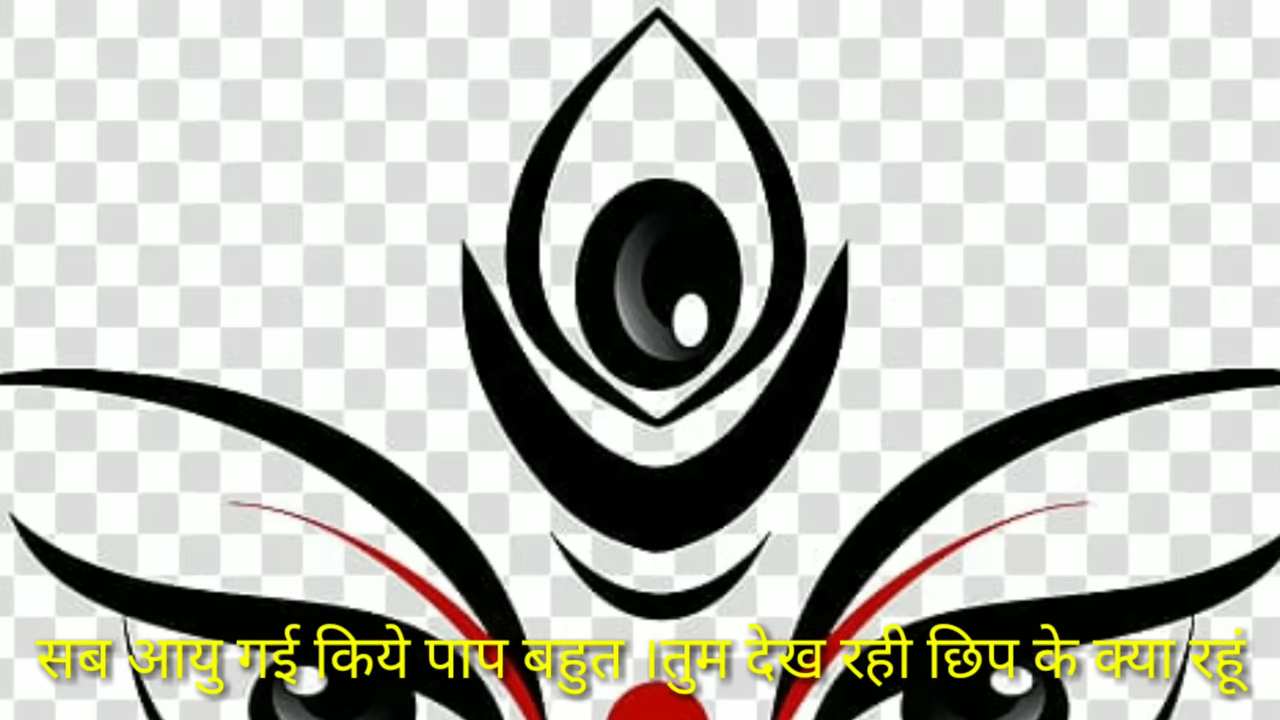 सब आयु गई किये पाप बहुत ।तुम देख रही छिप के क्या रहूं